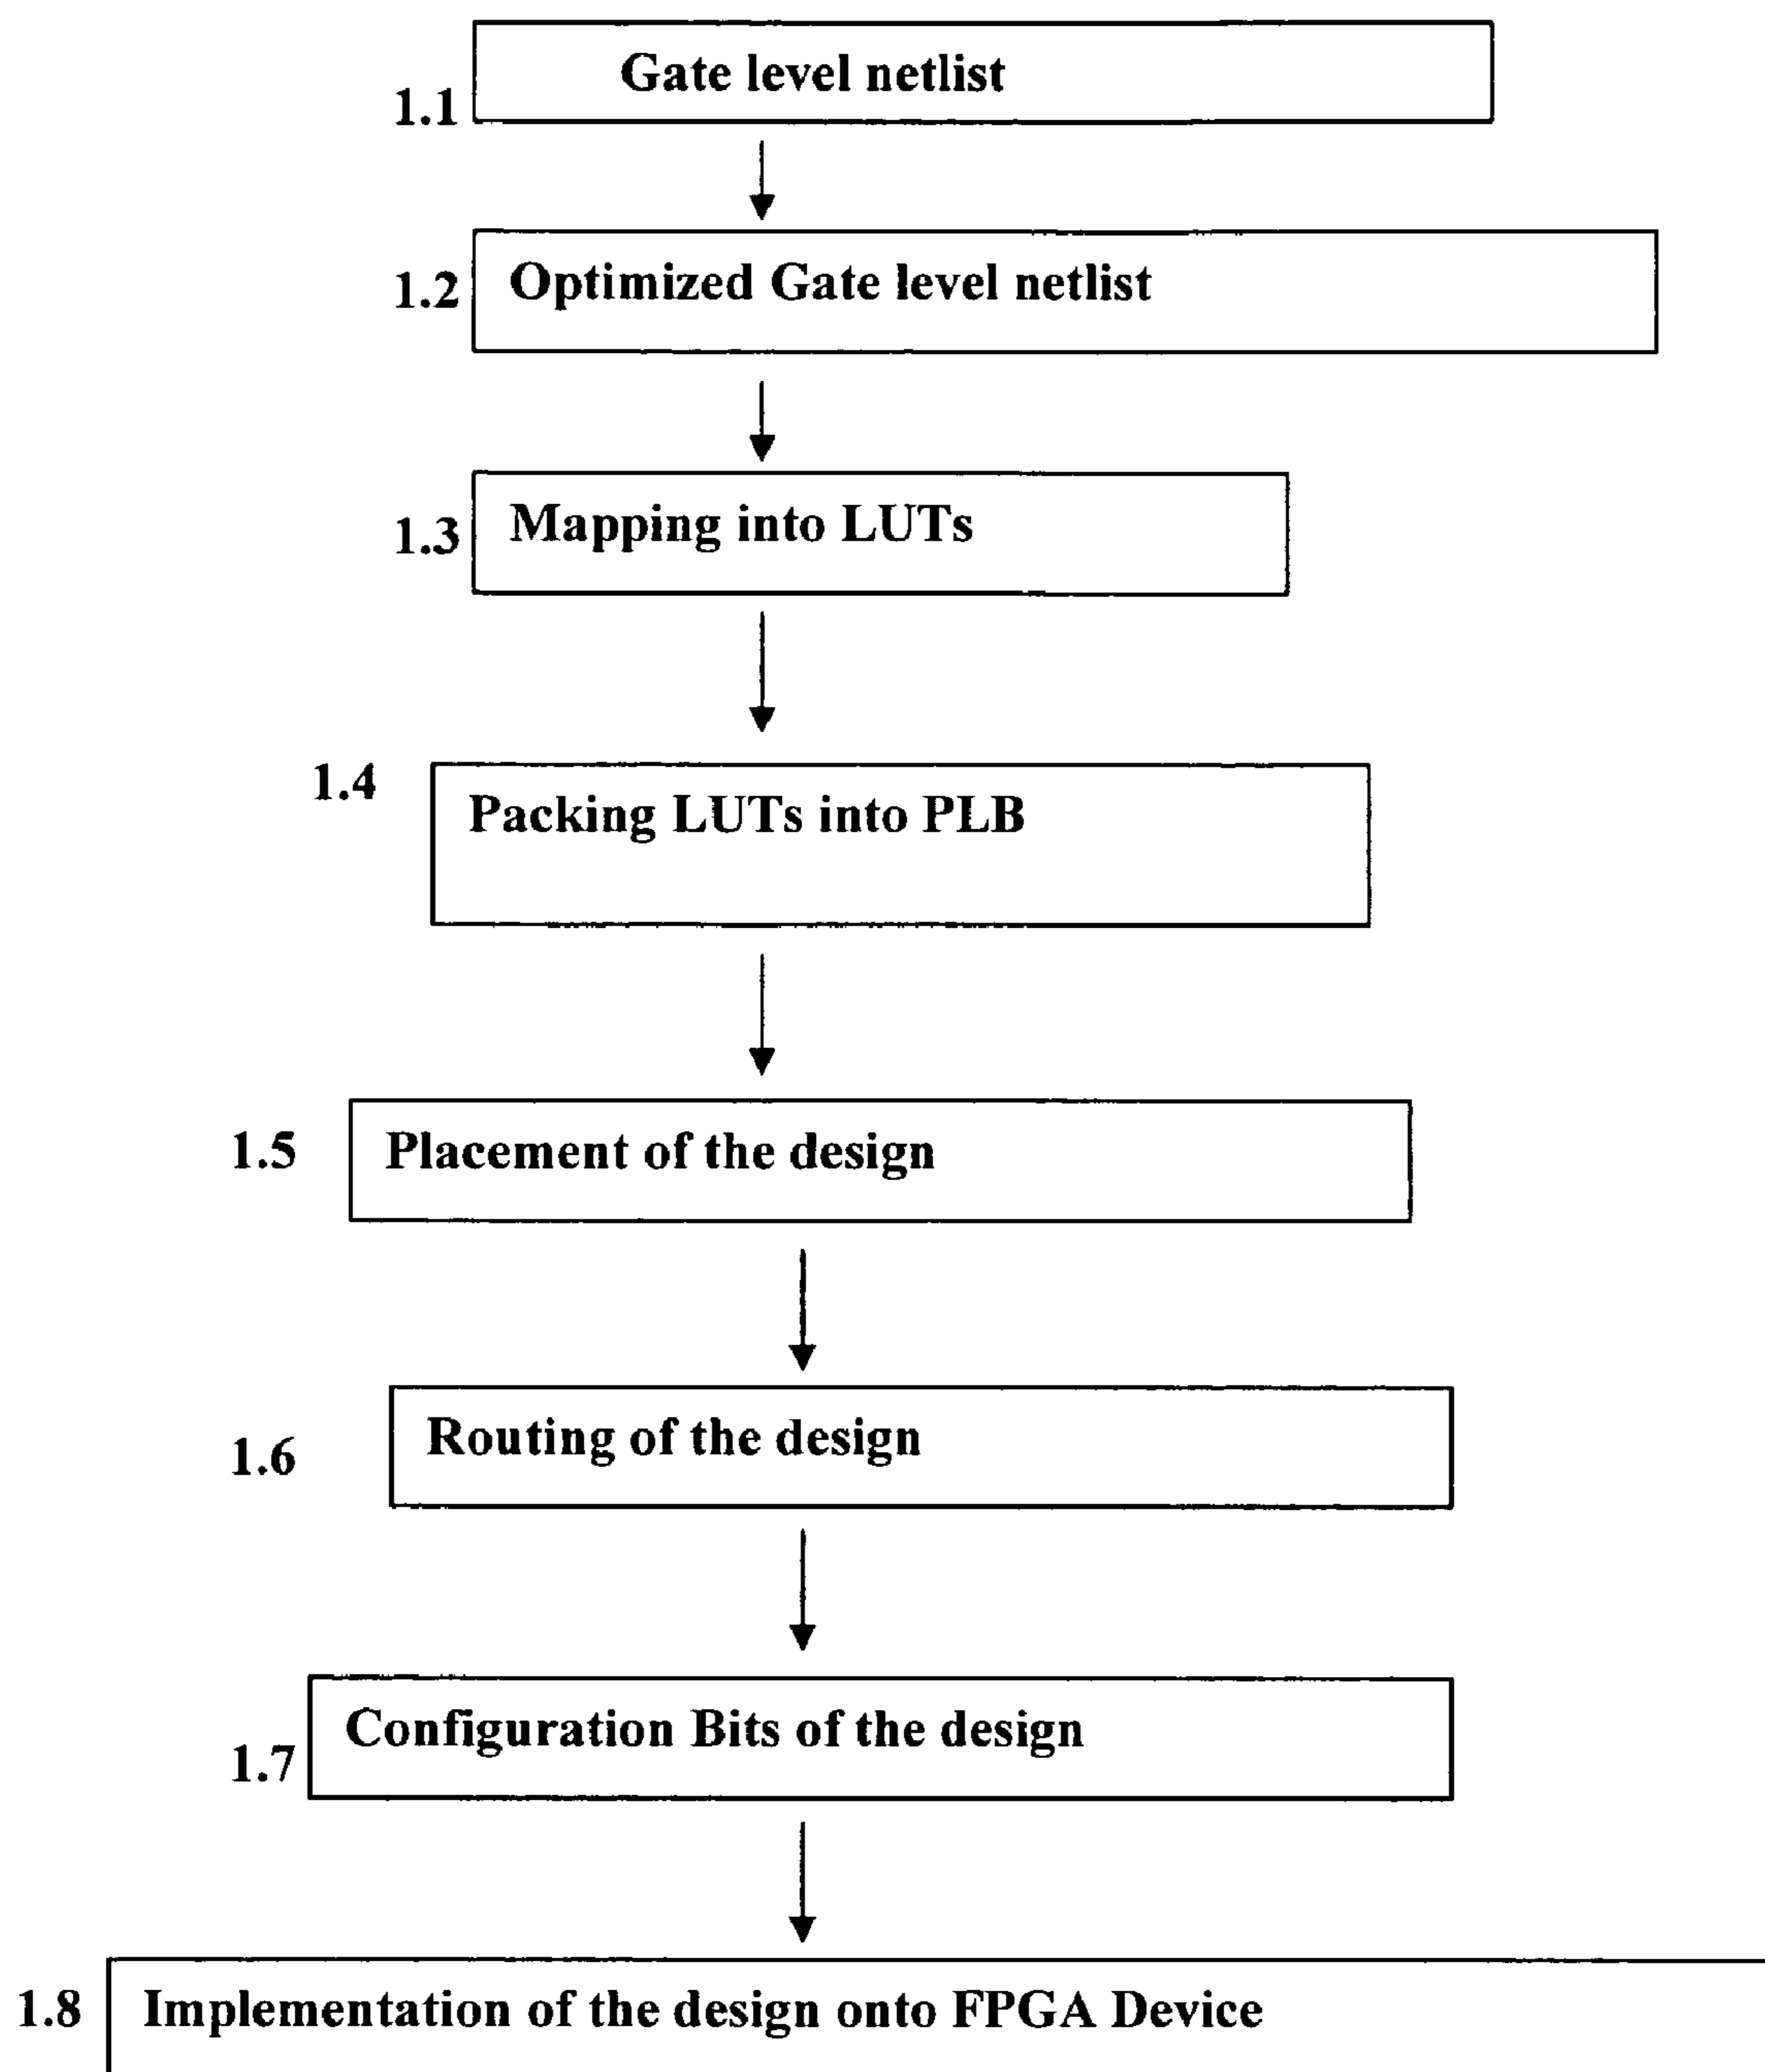 1.1 Gate level netlist
1.2 Optimized Gate level netlist
1.3 Mapping into LUTs
1.4 Packing LUTs into PLB
1.5 Placement of the design
1.6 Routing of the design
1.7 Configuration Bits of the design
1.8 Implementation of the design onto FPGA Device